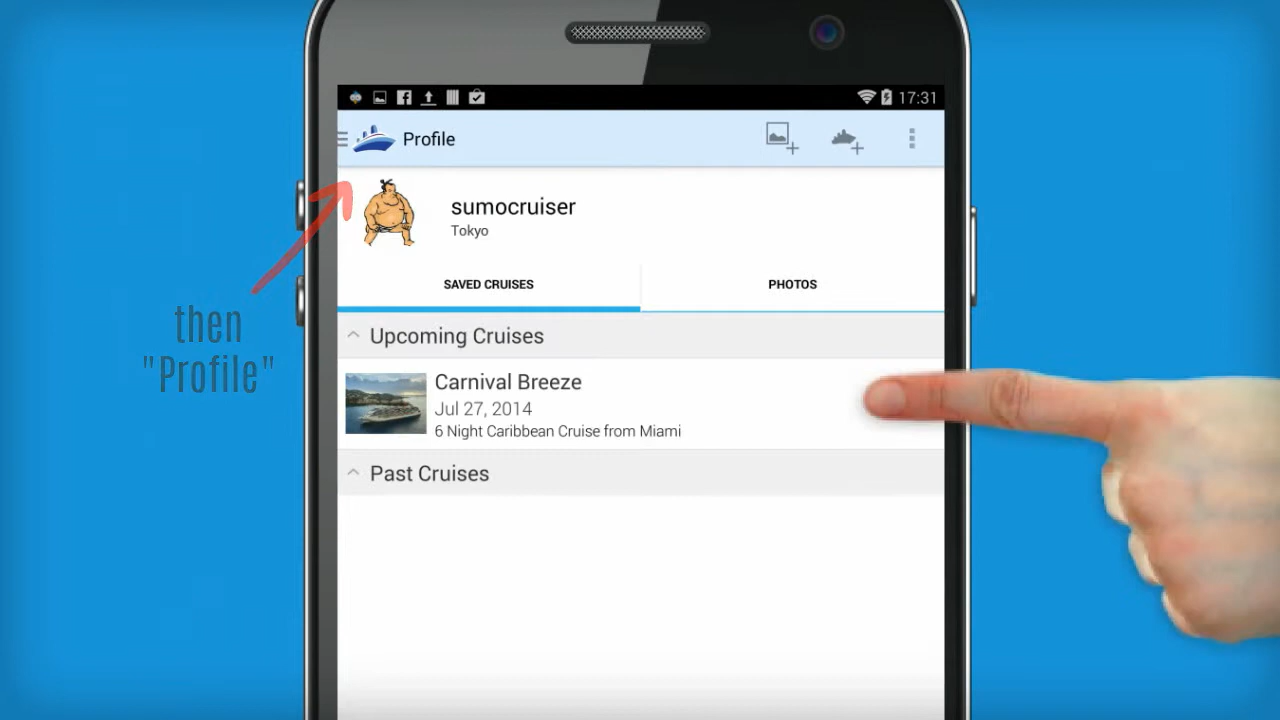 17:31
Profile
sumocruiser
Tokyo
SAVED CRUISES
PHOTOS
then
"Profile"
Upcoming Cruises
Carnival Breeze
Jul 27, 2014
6 Night Caribbean Cruise from Miami
Past Cruises